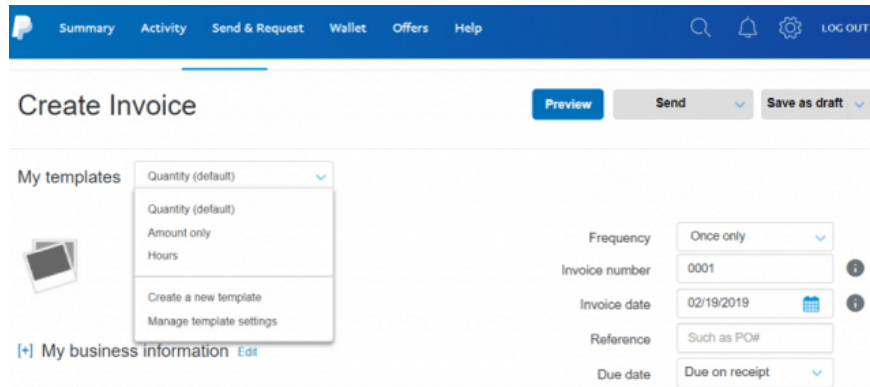 Summary Activity Send & Request Wallet Offers Help LOG OUT
Create Invoice Preview Send Save as draft
My templates Quantity (default)
Quantity (default)
Amount only
Hours
Create a new template
Manage template settings
[+] My business information Edit
Frequency Once only
Invoice number 0001
Invoice date 02/19/2019
Reference Such as PO#
Due date Due on receipt